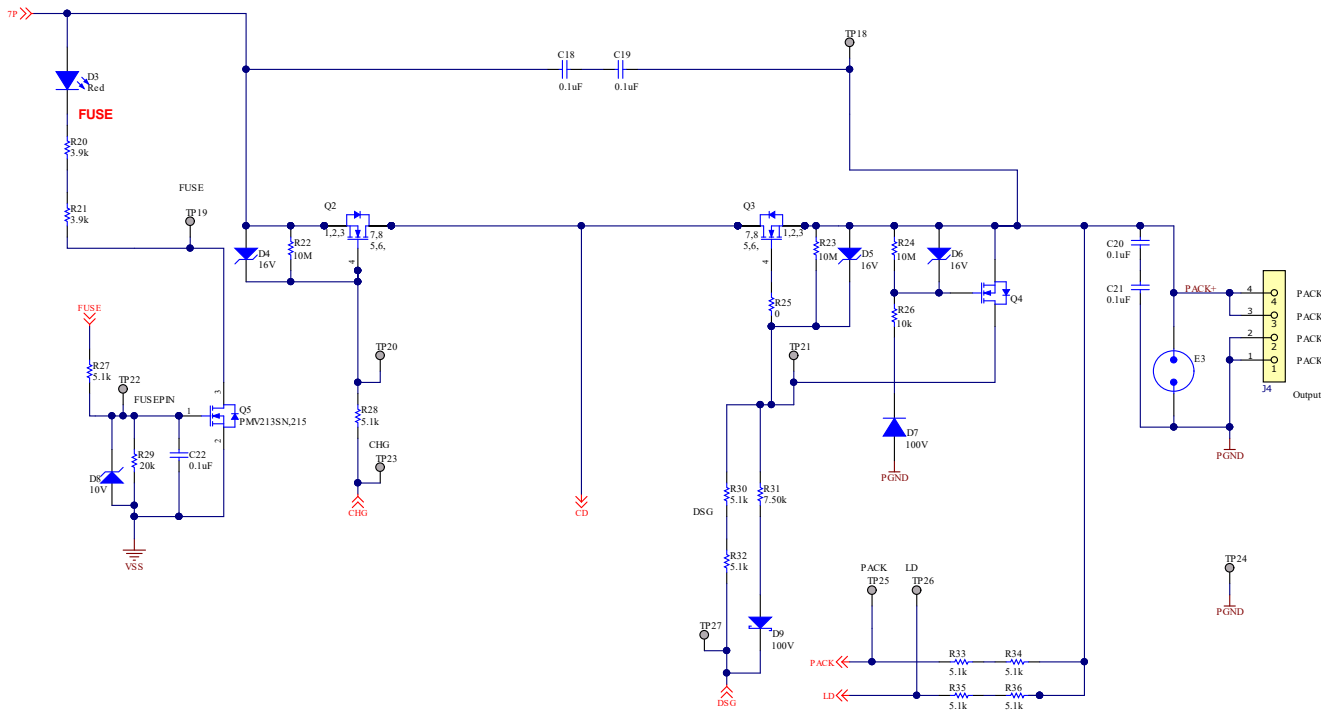 7P
TP18
C18
C19
0.1uF
0.1uF
D3
Red
FUSE
R20
3.9k
R21
3.9k
FUSE
TP19
Q2
1,2,3
7,8
5,6,
4
D4
16V
R22
10M
Q3
7,8
5,6,
1,2,3
4
R23
10M
D5
16V
R24
10M
D6
16V
Q4
R25
0
R26
10k
C20
0.1uF
C21
0.1uF
PACK+
4
4
3
3
2
2
1
1
PACK
PACK
PACK
PACK
J4
Output
E3
FUSE
R27
5.1k
TP22
FUSEPIN
1
3
2
Q5
PMV213SN,215
D8
10V
R29
20k
C22
0.1uF
VSS
TP20
R28
5.1k
CHG
TP23
CHG
CD
TP21
D7
100V
PGND
PGND
R30
5.1k
R31
7.50k
DSG
R32
5.1k
TP27
D9
100V
DSG
PACK
TP25
LD
TP26
TP24
PGND
PACK
R33
5.1k
R34
5.1k
LD
R35
5.1k
R36
5.1k